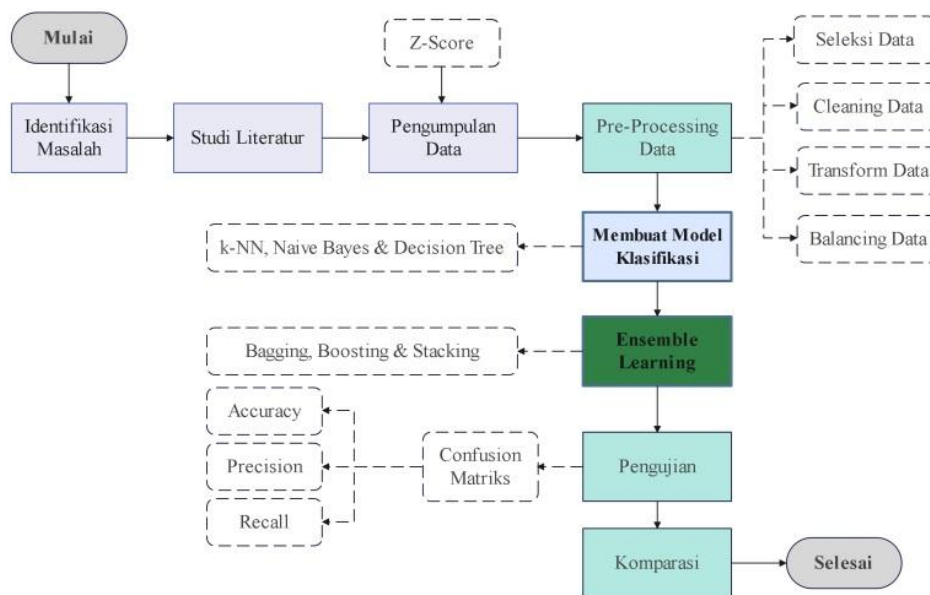 Mulai
Z-Score
Seleksi Data
Identifikasi
Masalah
Studi Literatur
Pengumpulan
Data
Pre-Processing
Data
Cleaning Data
Transform Data
Balancing Data
k-NN, Naive Bayes & Decision Tree
Membuat Model
Klasifikasi
Bagging, Boosting & Stacking
Ensemble
Learning
Accuracy
Precision
Recall
Confusion
Matriks
Pengujian
Komparasi
Selesai